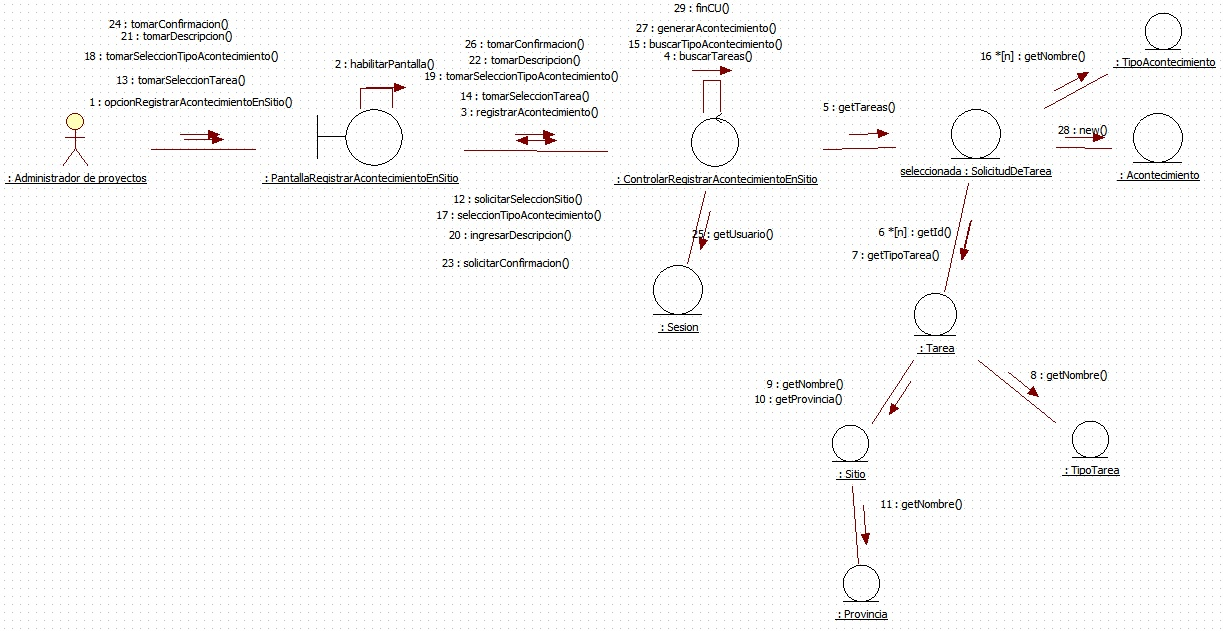 29 : finCU()
24 : tomarConfirmacion()
27 : generarAcontecimiento()
21 : tomarDescripcion()
26 : tomarConfirmacion()
15 : buscarTipoAcontecimiento()
18 : tomarSeleccionTipoAcontecimiento()
2 : habilitarPantalla()
22 : tomarDescripcion()
4 : buscarTareas()
16 *[n] : getNombre()
: TipoAcontecimiento
13 : tomarSeleccionTarea()
19 : tomarSeleccionTipoAcontecimiento()
1 : opcionRegistrarAcontecimientoEnSitio()
14 : tomarSeleccionTarea()
3 : registrarAcontecimiento()
5 : getTareas()
28 : new()
: Administrador de proyectos
: PantallaRegistrarAcontecimientoEnSitio
: ControlarRegistrarAcontecimientoEnSitio
seleccionada : SolicitudDeTarea
: Acontecimiento
12 : solicitarSeleccionSitio()
17 : seleccionTipoAcontecimiento()
20 : ingresarDescripcion()
25 : getUsuario()
6 *[n] : getId()
23 : solicitarConfirmacion()
7 : getTipoTarea()
: Sesion
: Tarea
9 : getNombre()
8 : getNombre()
10 : getProvincia()
: Sitio
: TipoTarea
11 : getNombre()
: Provincia